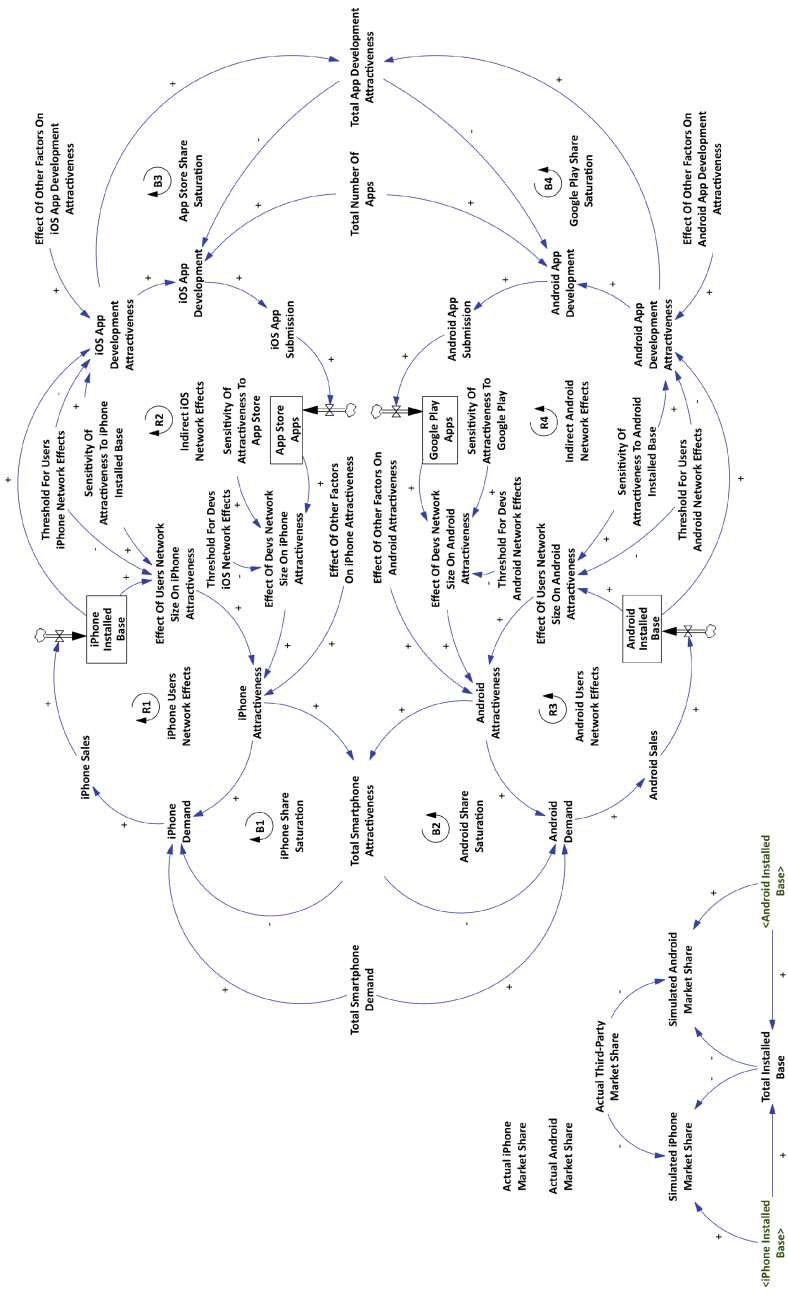 Effect Of Other Factors On
iOS App Development
Attractiveness
+
+
iOS App
Development
Attractiveness
+
iOS App
Development
+
B3
App Store Share
Saturation
-
+
Total App Development
Attractiveness
Total Number Of
Apps
+
-
+
B4
Google Play Share
Saturation
Android App
Development
+
+
Android App
Development
Attractiveness
+
Effect Of Other Factors On
Android App Development
Attractiveness
iOS App
Submission
+
Android App
Submission
+
+
Threshold For Users
iPhone Network Effects
-
+
Sensitivity Of
Attractiveness To iPhone
Installed Base
-
+
R2
Indirect iOS
Network Effects
Sensitivity Of
Attractiveness To
App Store
+
App Store
Apps
+
Google Play
Apps
+
Sensitivity Of
Attractiveness To
Google Play
+
R4
Indirect Android
Network Effects
Sensitivity Of
Attractiveness To Android
Installed Base
+
+
Threshold For Users
Android Network Effects
-
-
+
iPhone
Installed
Base
+
Effect Of Users Network
Size On iPhone
Attractiveness
+
Threshold For Devs
iOS Network Effects
-
Effect Of Devs Network
Size On iPhone
Attractiveness
+
Effect Of Other Factors
On iPhone Attractiveness
+
Effect Of Other Factors On
Android Attractiveness
+
Effect Of Devs Network
Size On Android
Attractiveness
+
Threshold For Devs
Android Network Effects
-
Effect Of Users Network
Size On Android
Attractiveness
+
+
Android
Installed
Base
+
+
iPhone Sales
+
R1
iPhone Users
Network Effects
iPhone
Attractiveness
+
+
Android
Attractiveness
+
+
R3
Android Users
Network Effects
Android Sales
+
iPhone
Demand
B1
iPhone Share
Saturation
Total Smartphone
Attractiveness
-
-
B2
Android Share
Saturation
Android
Demand
Total Smartphone
Demand
+
+
Actual iPhone
Market Share
Actual Android
Market Share
Actual Third-Party
Market Share
-
-
Simulated iPhone
Market Share
Simulated Android
Market Share
-
-
Total Installed
Base
+
+
+
+
<iPhone Installed
Base>
<Android Installed
Base>